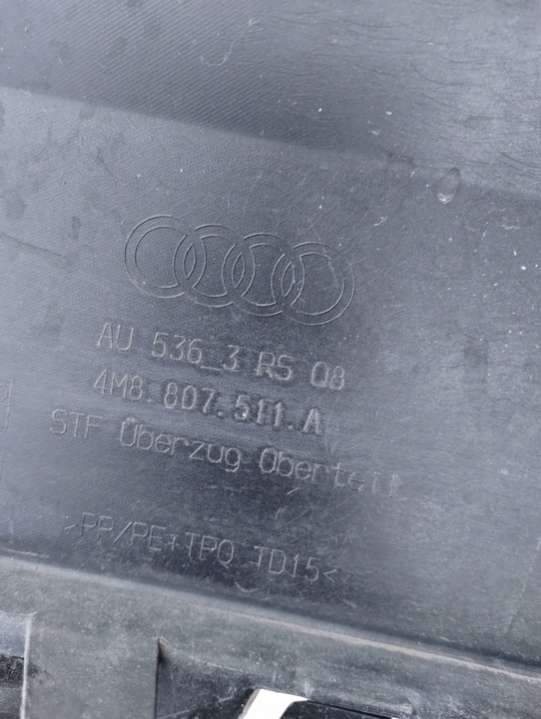 AU 536_3 RS Q8
4M8.807.511.A
STF Überzug Oberteil
>PP/PE+TPO TD15<